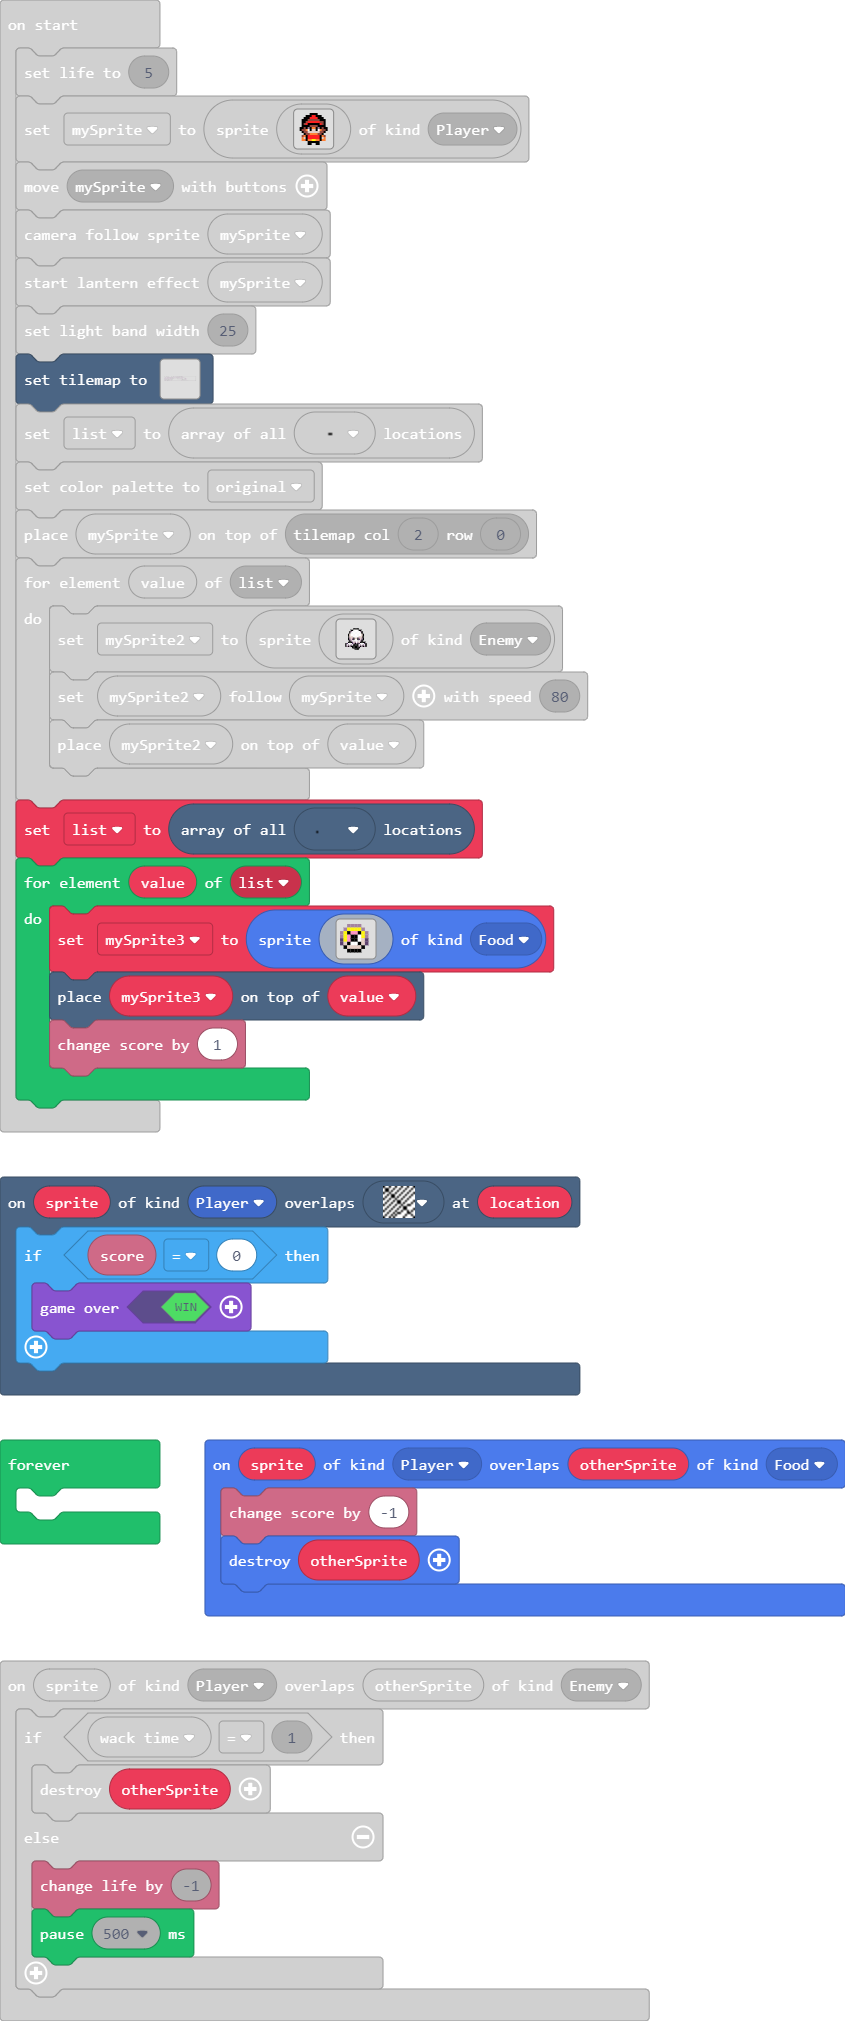 on start
set life to 5
set mySprite to sprite of kind Player
move mySprite with buttons
camera follow sprite mySprite
start lantern effect mySprite
set light band width 25
set tilemap to
set list to array of all locations
set color palette to original
place mySprite on top of tilemap col 2 row 0
for element value of list
do
set mySprite2 to sprite of kind Enemy
set mySprite2 follow mySprite with speed 80
place mySprite2 on top of value
set list to array of all locations
for element value of list
do
set mySprite3 to sprite of kind Food
place mySprite3 on top of value
change score by 1
on sprite of kind Player overlaps at location
if score = 0 then
game over WIN
forever
on sprite of kind Player overlaps otherSprite of kind Food
change score by -1
destroy otherSprite
on sprite of kind Player overlaps otherSprite of kind Enemy
if wack time = 1 then
destroy otherSprite
else
change life by -1
pause 500 ms